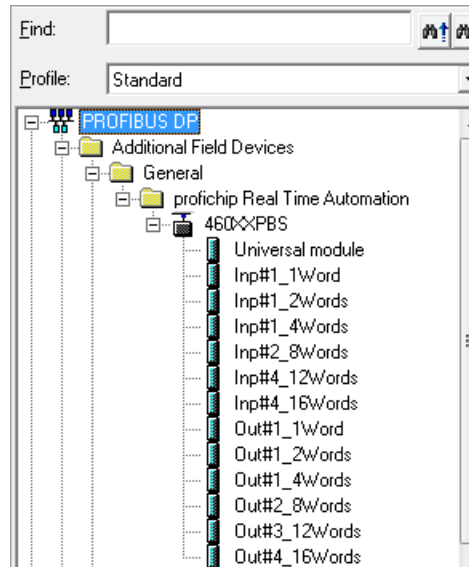 Find:
Profile: Standard
PROFIBUS DP
Additional Field Devices
General
profichip Real Time Automation
460XXPBS
Universal module
Inp#1_1Word
Inp#1_2Words
Inp#1_4Words
Inp#2_8Words
Inp#4_12Words
Inp#4_16Words
Out#1_1Word
Out#1_2Words
Out#1_4Words
Out#2_8Words
Out#3_12Words
Out#4_16Words